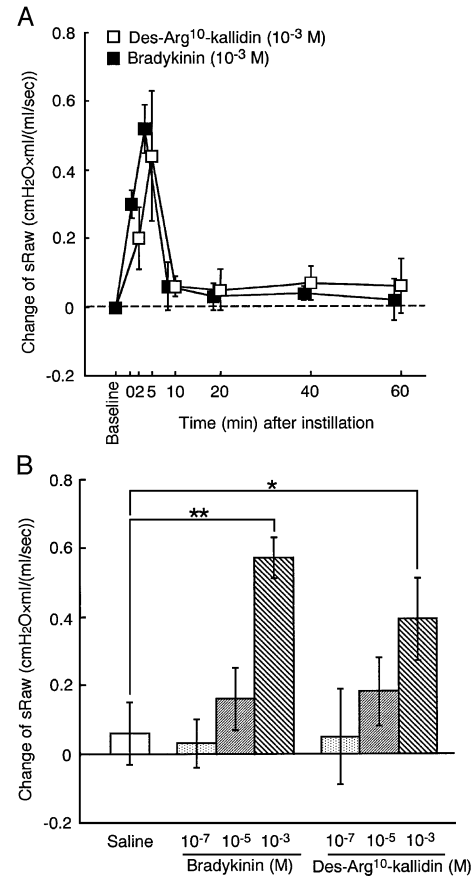 A
Des-Arg10-kallidin (10-3 M)
Bradykinin (10-3 M)
Change of sRaw (cmH2O×ml/(ml/sec))
0.8
0.6
0.4
0.2
0
-0.2
Baseline
0 2 5 10 20 40 60
Time (min) after instillation
B
Change of sRaw (cmH2O×ml/(ml/sec))
0.8
0.6
0.4
0.2
0
-0.2
*
**
Saline
10-7 10-5 10-3 10-7 10-5 10-3
Bradykinin (M) Des-Arg10-kallidin (M)